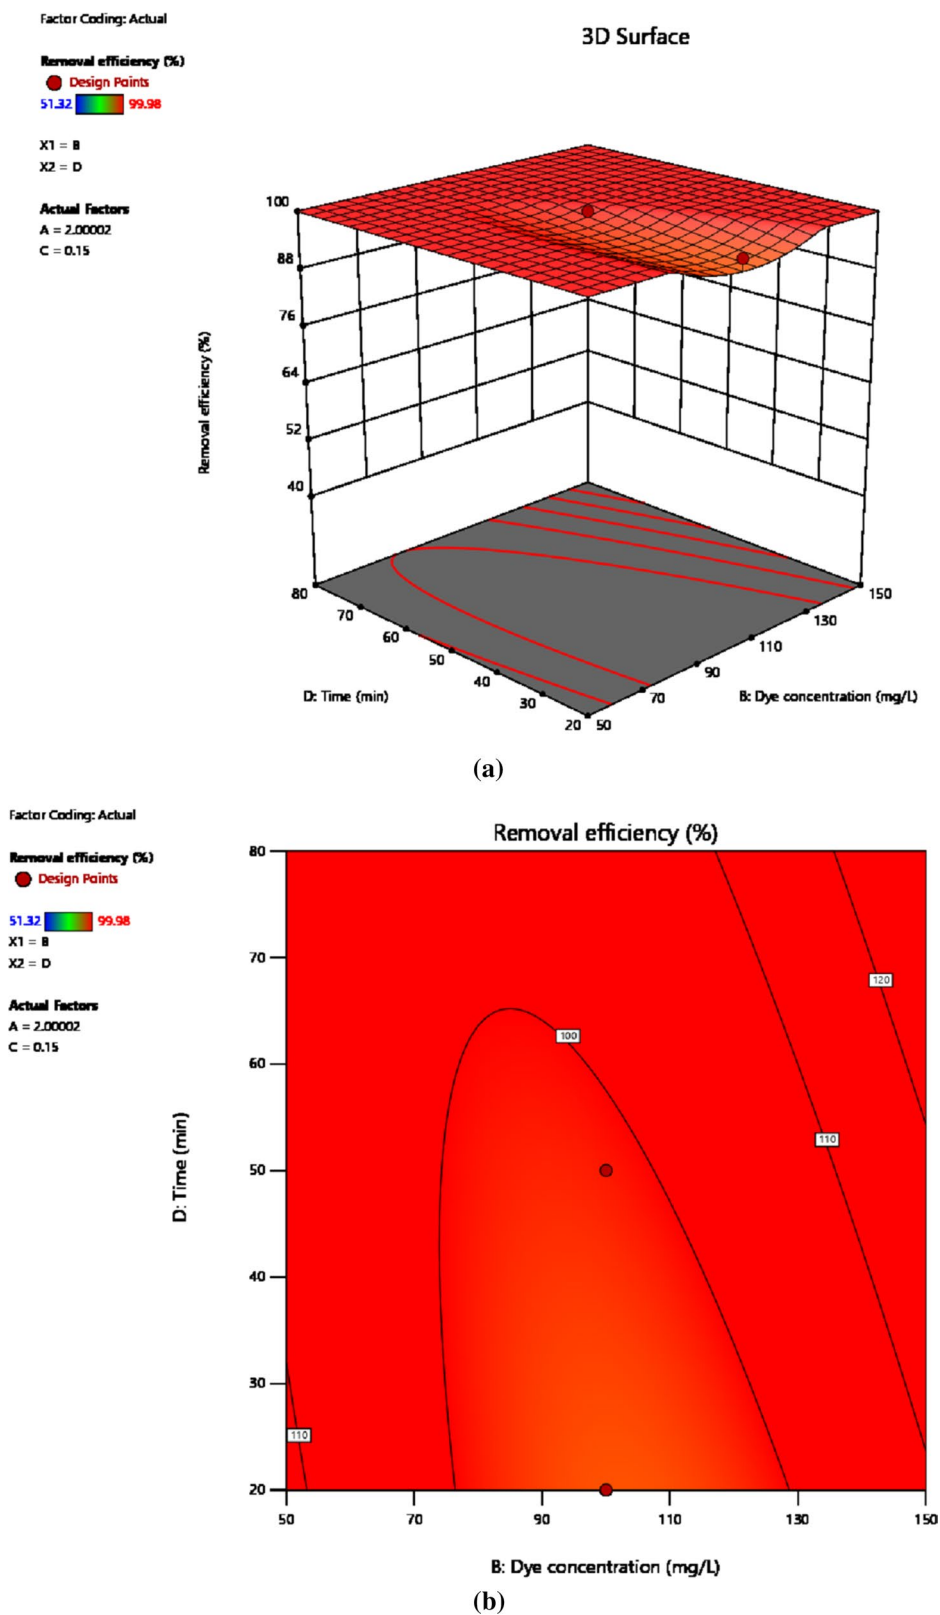 Factor Coding: Actual
3D Surface
Removal efficiency (%)
Design Points
51.32 99.98
X1 = B
X2 = D
Actual Factors
A = 2.00002
C = 0.15
100
88
76
64
52
40
Removal efficiency (%)
80
70
60
50
40
30
20
50
70
90
110
130
150
D: Time (min)
B: Dye concentration (mg/L)
(a)
Factor Coding: Actual
Removal efficiency (%)
Removal efficiency (%)
Design Points
51.32 99.98
X1 = B
X2 = D
Actual Factors
A = 2.00002
C = 0.15
80
70
60
50
40
30
20
D: Time (min)
120
100
110
110
50
70
90
110
130
150
B: Dye concentration (mg/L)
(b)